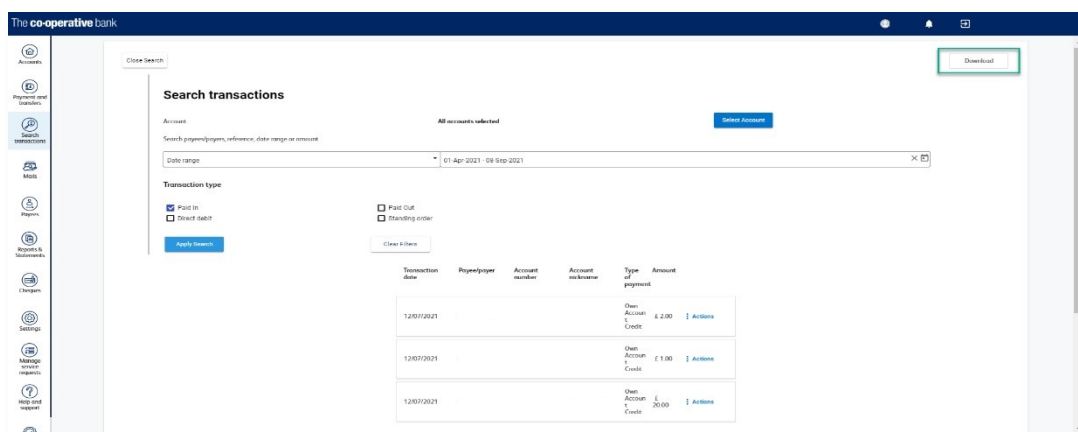 The co-operative bank
Accounts
Payment and
transfers
Search
transactions
Mails
Payees
Reports &
Statements
Cheques
Settings
Manage
service
requests
Help and
support
Close Search
Download
Search transactions
Account
All accounts selected
Select Account
Search payees/payers, reference, date range or amount
Date range
01-Apr-2021 - 08-Sep-2021
Transaction type
Paid In
Paid Out
Direct debit
Standing order
Apply Search
Clear Filters
Transaction
date
Payee/payer
Account
number
Account
nickname
Type
of
payment
Amount
12/07/2021
Own
Accoun
t
Credit
£ 2.00
Actions
12/07/2021
Own
Accoun
t
Credit
£ 1.00
Actions
12/07/2021
Own
Accoun
t
Credit
£
20.00
Actions